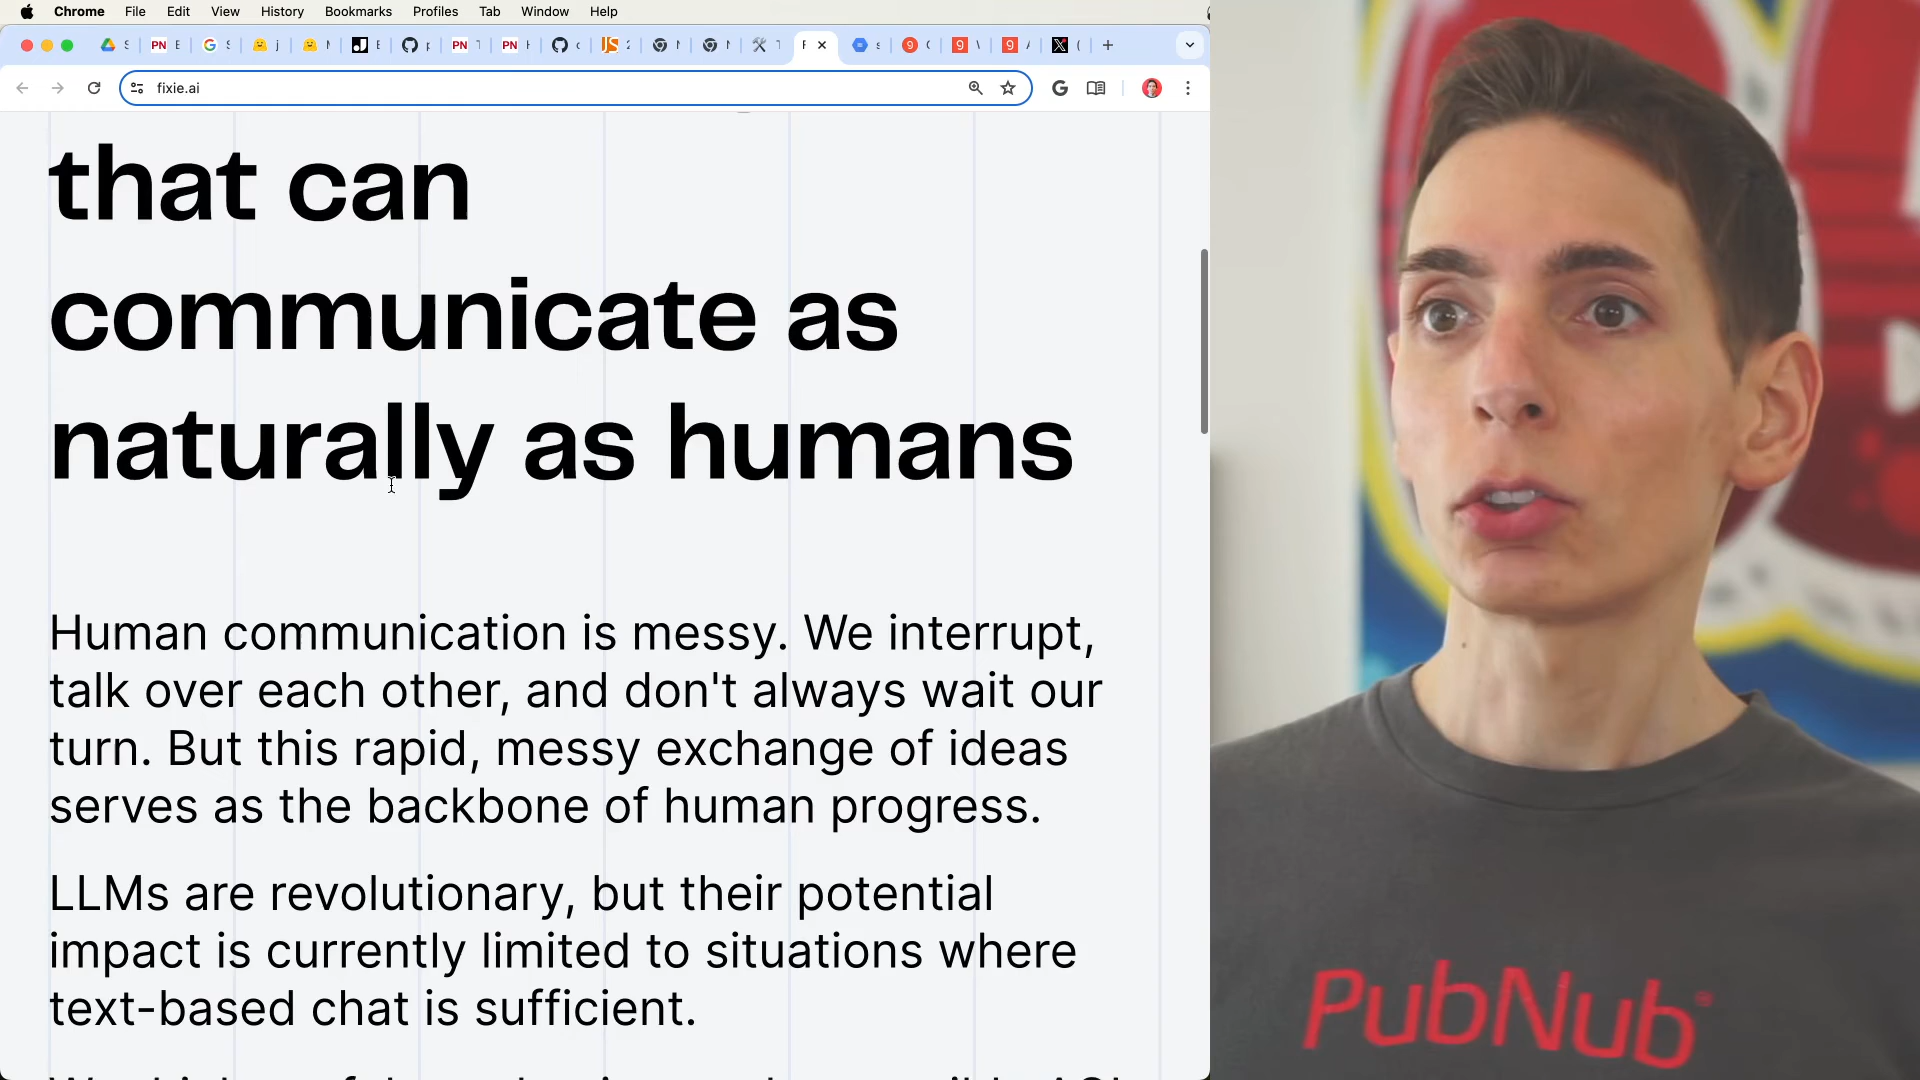 Chrome File Edit View History Bookmarks Profiles Tab Window Help
fixie.ai
that can
communicate as
naturally as humans
Human communication is messy. We interrupt,
talk over each other, and don't always wait our
turn. But this rapid, messy exchange of ideas
serves as the backbone of human progress.
LLMs are revolutionary, but their potential
impact is currently limited to situations where
text-based chat is sufficient.
PubNub